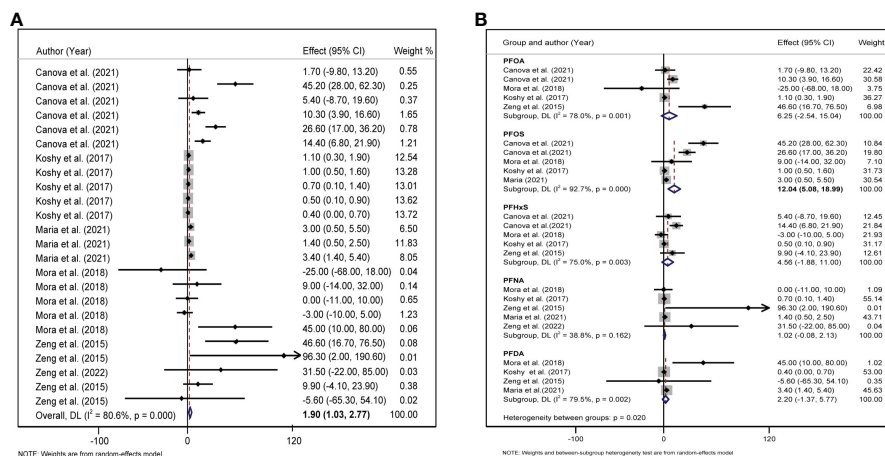 A
Author (Year) Effect (95% CI) Weight %
Canova et al. (2021) 1.70 (-9.80, 13.20) 0.55
Canova et al. (2021) 45.20 (28.00, 62.30) 0.25
Canova et al. (2021) 5.40 (-8.70, 19.60) 0.37
Canova et al. (2021) 10.30 (3.90, 16.60) 1.65
Canova et al. (2021) 26.60 (17.00, 36.20) 0.78
Canova et al. (2021) 14.40 (6.80, 21.90) 1.21
Koshy et al. (2017) 1.10 (0.30, 1.90) 12.54
Koshy et al. (2017) 1.00 (0.50, 1.60) 13.28
Koshy et al. (2017) 0.70 (0.10, 1.40) 13.01
Koshy et al. (2017) 0.50 (0.10, 0.90) 13.62
Koshy et al. (2017) 0.40 (0.00, 0.70) 13.72
Maria et al. (2021) 3.00 (0.50, 5.50) 6.50
Maria et al. (2021) 1.40 (0.50, 2.50) 11.83
Maria et al. (2021) 3.40 (1.40, 5.40) 8.05
Mora et al. (2018) -25.00 (-68.00, 18.00) 0.04
Mora et al. (2018) 9.00 (-14.00, 32.00) 0.14
Mora et al. (2018) 0.00 (-11.00, 10.00) 0.65
Mora et al. (2018) -3.00 (-10.00, 5.00) 1.23
Mora et al. (2018) 45.00 (10.00, 80.00) 0.06
Zeng et al. (2015) 46.60 (16.70, 76.50) 0.08
Zeng et al. (2015) 96.30 (2.00, 190.60) 0.01
Zeng et al. (2022) 31.50 (-22.00, 85.00) 0.03
Zeng et al. (2015) 9.90 (-4.10, 23.90) 0.38
Zeng et al. (2015) -5.60 (-65.30, 54.10) 0.02
Overall, DL (I² = 80.6%, p = 0.000) 1.90 (1.03, 2.77) 100.00
-100 0 120
NOTE: Weights are from random-effects model
B
Group and author (year) Effect (95% CI) Weight
PFOA
Canova et al. (2021) 1.70 (-9.80, 13.20) 22.42
Canova et al. (2021) 10.30 (3.90, 16.60) 30.58
Mora et al. (2018) -25.00 (-68.00, 18.00) 3.75
Koshy et al. (2017) 1.10 (0.30, 1.90) 36.27
Zeng et al. (2015) 46.60 (16.70, 76.50) 6.98
Subgroup, DL (I² = 78.0%, p = 0.001) 6.25 (-2.54, 15.04) 100.00
PFOS
Canova et al. (2021) 45.20 (28.00, 62.30) 10.84
Canova et al.(2021) 26.60 (17.00, 36.20) 19.80
Mora et al. (2018) 9.00 (-14.00, 32.00) 7.10
Koshy et al. (2017) 1.00 (0.50, 1.60) 31.73
Maria (2021) 3.00 (0.50, 5.50) 30.54
Subgroup, DL (I² = 92.7%, p = 0.000) 12.04 (5.08, 18.99) 100.00
PFHxS
Canova et al. (2021) 5.40 (-8.70, 19.60) 12.45
Canova et al. (2021) 14.40 (6.80, 21.90) 21.84
Mora et al. (2018) -3.00 (-10.00, 5.00) 21.93
Koshy et al. (2017) 0.50 (0.10, 0.90) 31.17
Zeng et al. (2015) 9.90 (-4.10, 23.90) 12.61
Subgroup, DL (I² = 75.0%, p = 0.003) 4.56 (-1.88, 11.00) 100.00
PFNA
Mora et al. (2018) 0.00 (-11.00, 10.00) 1.09
Koshy et al. (2017) 0.70 (0.10, 1.40) 55.14
Zeng et al. (2015) 96.30 (2.00, 190.60) 0.01
Maria et al. (2021) 1.40 (0.50, 2.50) 43.71
Zeng et al. (2022) 31.50 (-22.00, 85.00) 0.04
Subgroup, DL (I² = 38.8%, p = 0.162) 1.02 (-0.08, 2.13) 100.00
PFDA
Mora et al. (2018) 45.00 (10.00, 80.00) 1.02
Koshy et al. (2017) 0.40 (0.00, 0.70) 53.00
Zeng et al. (2015) -5.60 (-65.30, 54.10) 0.35
Maria et al.(2021) 3.40 (1.40, 5.40) 45.63
Subgroup, DL (I² = 79.5%, p = 0.002) 2.20 (-1.37, 5.77) 100.00
Heterogeneity between groups: p = 0.020
-100 0 120
NOTE: Weights and between-subgroup heterogeneity test are from random-effects model